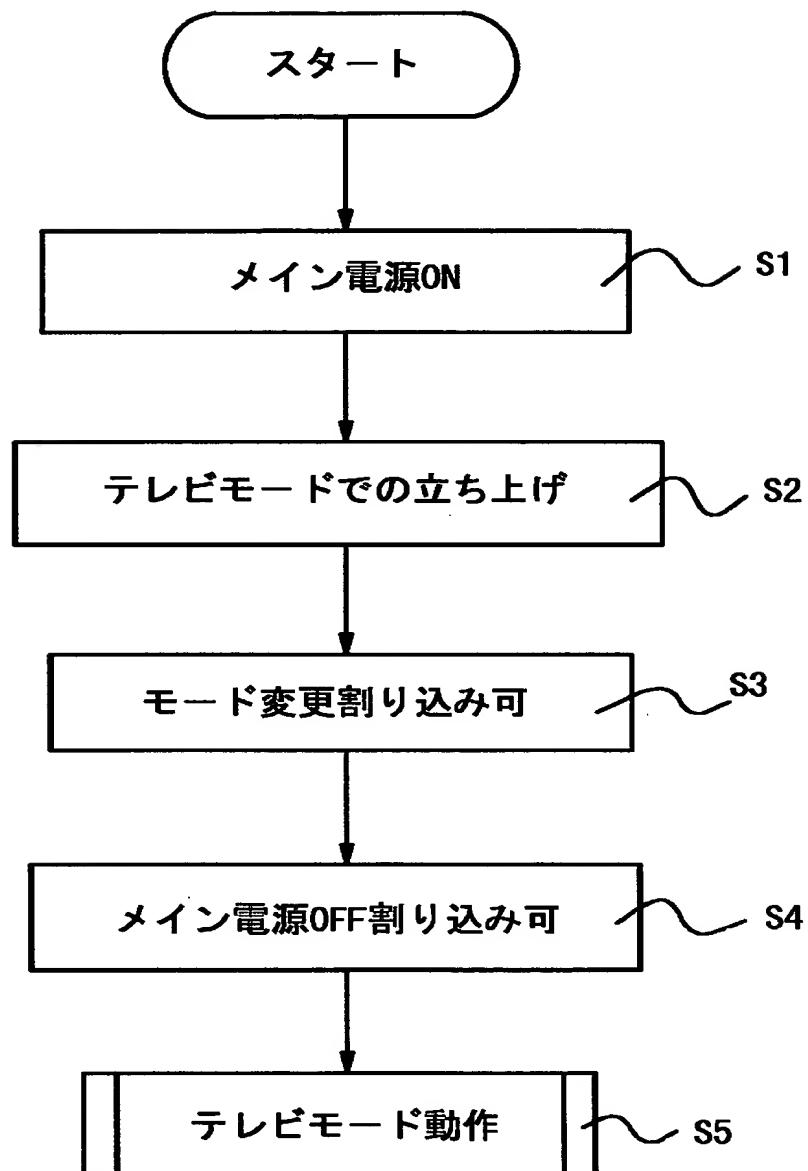 スタート
メイン電源ON
S1
テレビモードでの立ち上げ
S2
モード変更割り込み可
S3
メイン電源OFF割り込み可
S4
テレビモード動作
S5